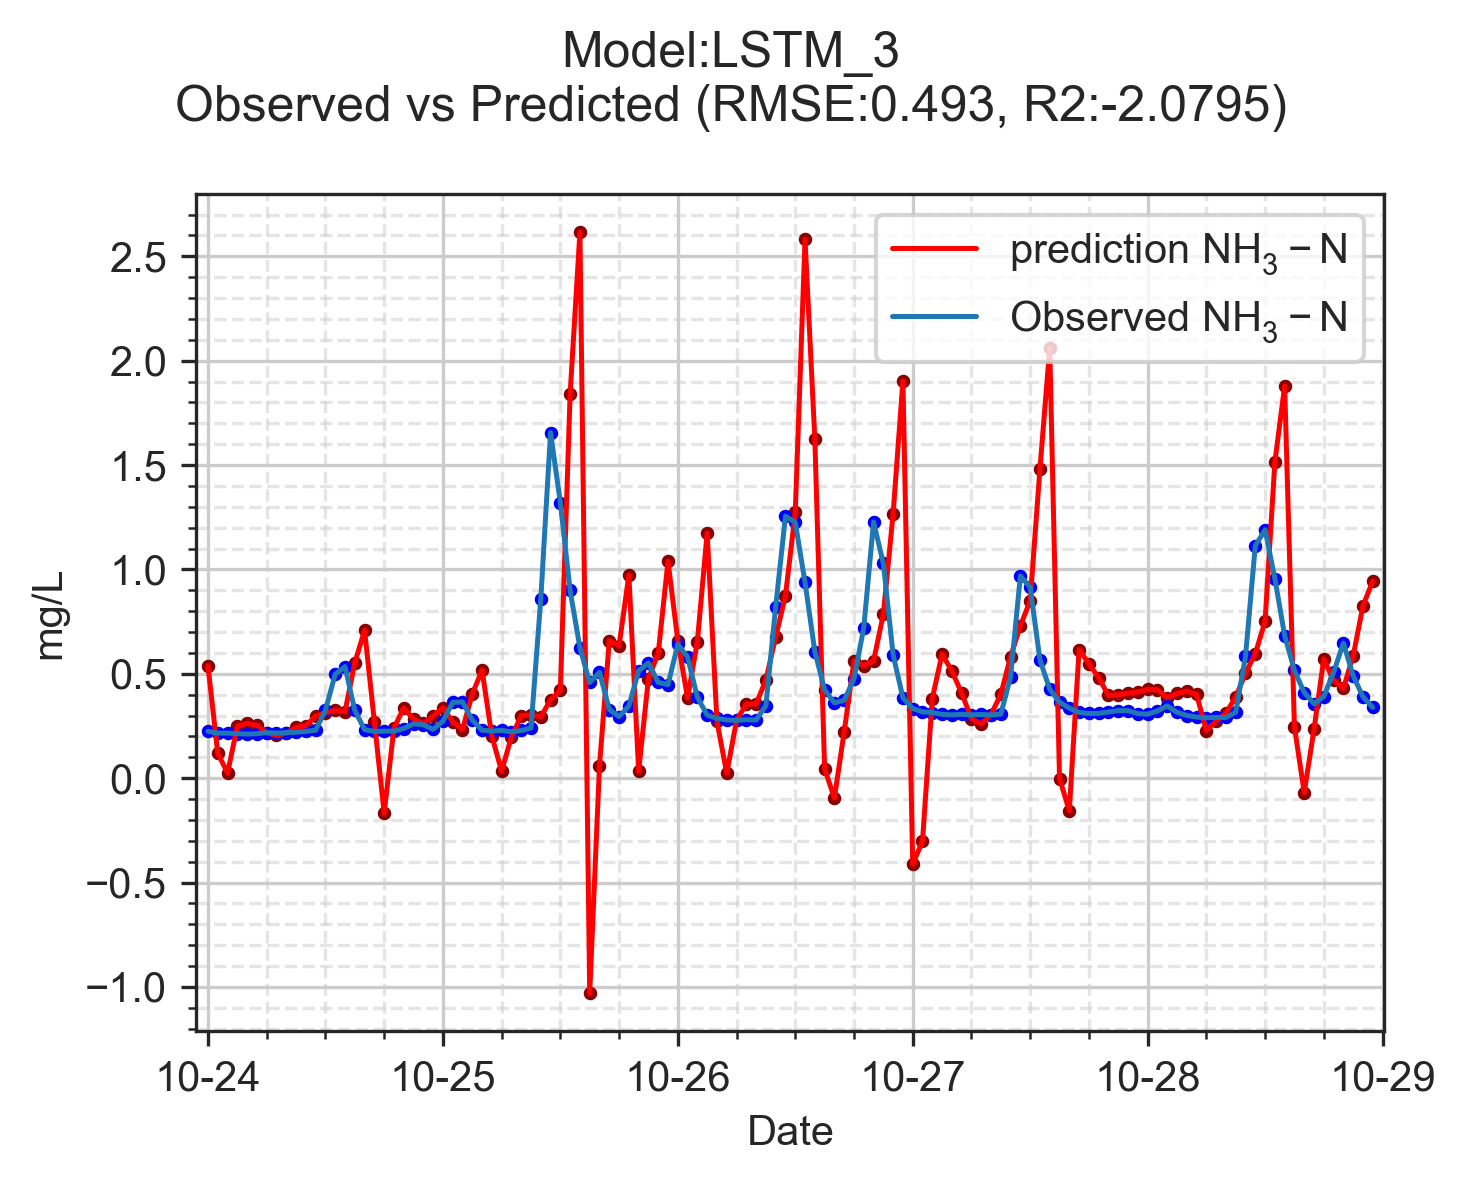 Model:LSTM_3
Observed vs Predicted (RMSE:0.493, R2:-2.0795)
prediction NH₃ − N
Observed NH₃ − N
2.5
2.0
1.5
1.0
0.5
0.0
−0.5
−1.0
mg/L
10-24 10-25 10-26 10-27 10-28 10-29
Date